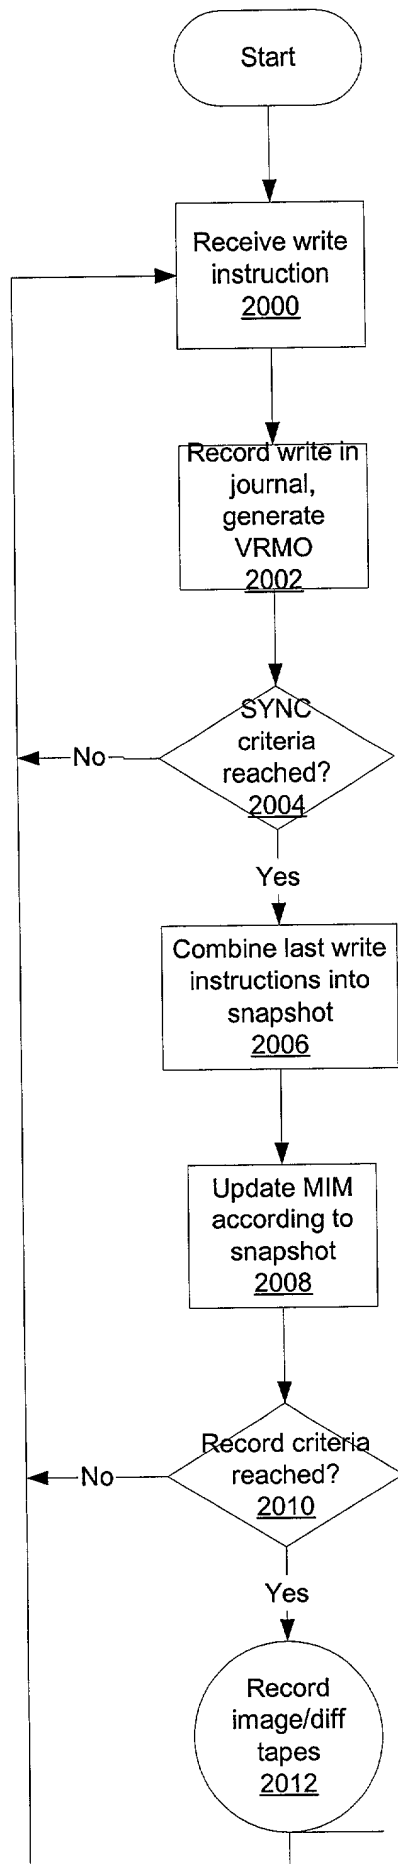 Start
Receive write
instruction
2000
Record write in
journal,
generate
VRMO
2002
SYNC
criteria
reached?
2004
No
Yes
Combine last write
instructions into
snapshot
2006
Update MIM
according to
snapshot
2008
Record criteria
reached?
2010
No
Yes
Record
image/diff
tapes
2012